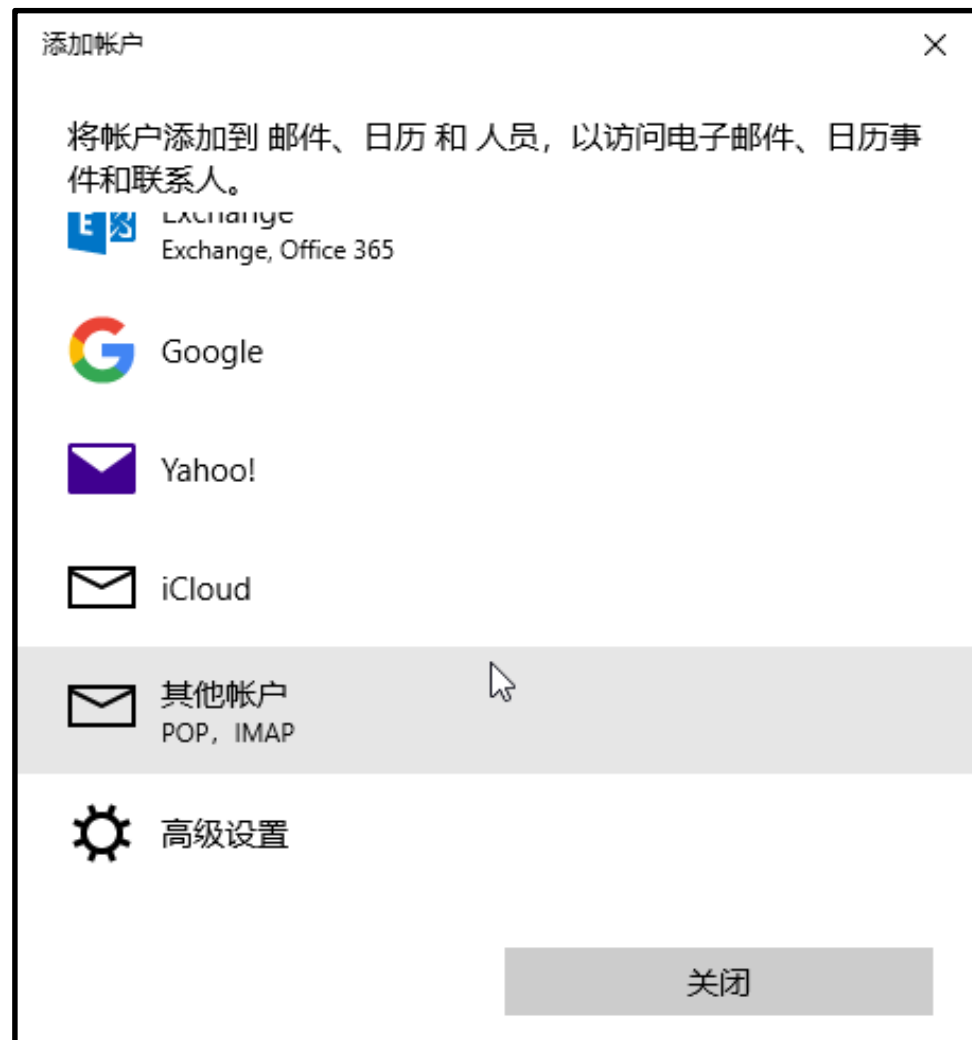 添加帐户
将帐户添加到 邮件、日历 和 人员，以访问电子邮件、日历事
件和联系人。
Exchange
Exchange, Office 365
Google
Yahoo!
iCloud
其他帐户
POP，IMAP
高级设置
关闭